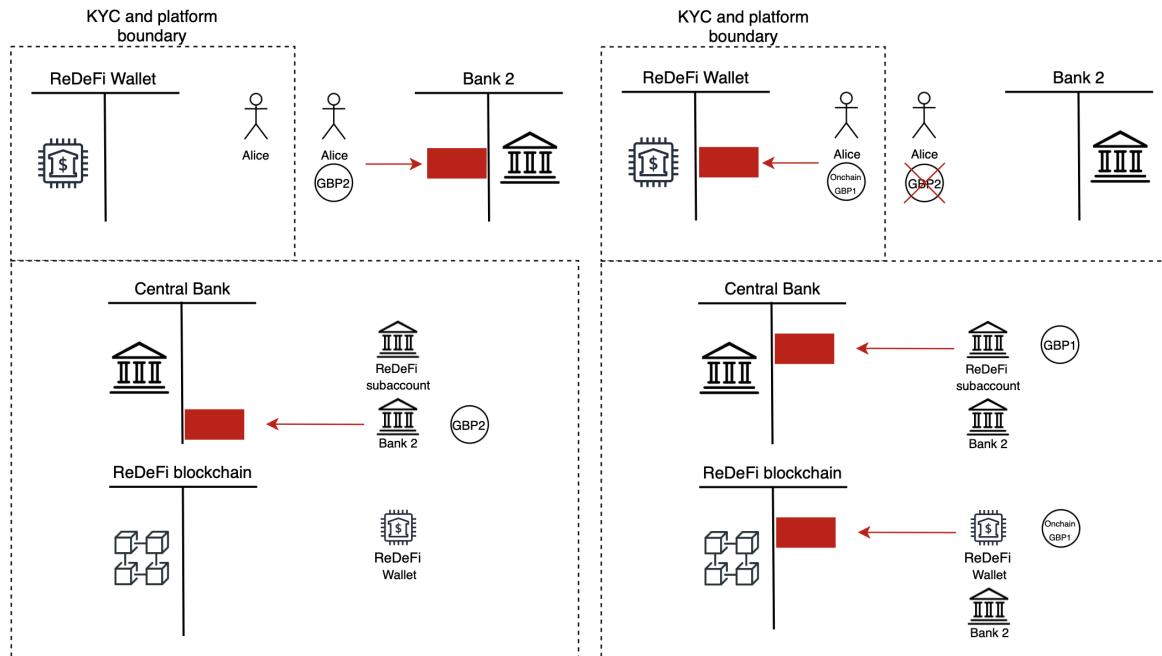 KYC and platform
boundary
ReDeFi Wallet
Bank 2
$
Alice
Alice
GBP2
Central Bank
ReDeFi
subaccount
Bank 2
GBP2
ReDeFi blockchain
$
ReDeFi
Wallet
KYC and platform
boundary
ReDeFi Wallet
Bank 2
$
Alice
Alice
Onchain
GBP1
GBP2
Central Bank
ReDeFi
subaccount
GBP1
Bank 2
ReDeFi blockchain
$
Onchain
GBP1
ReDeFi
Wallet
Bank 2